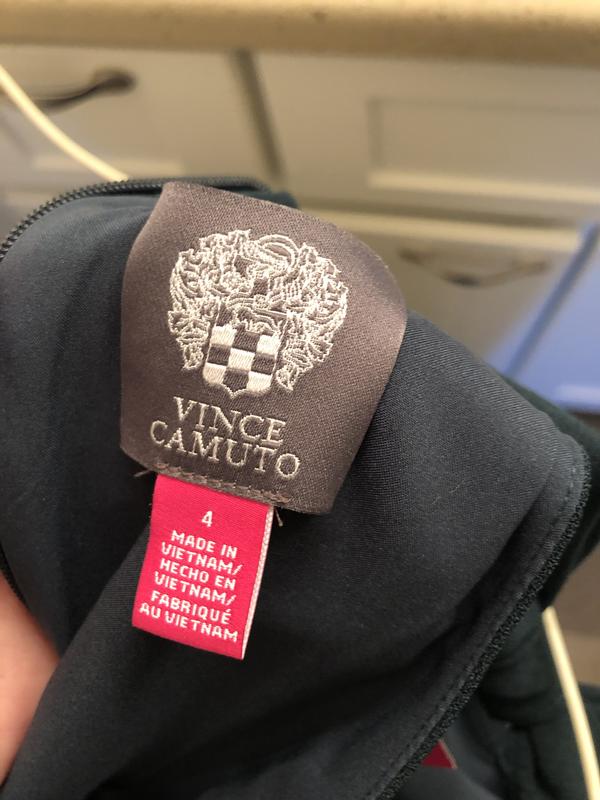 VINCE
CAMUTO
4
MADE IN
VIETNAM/
HECHO EN
VIETNAM/
FABRIQUÉ
AU VIETNAM